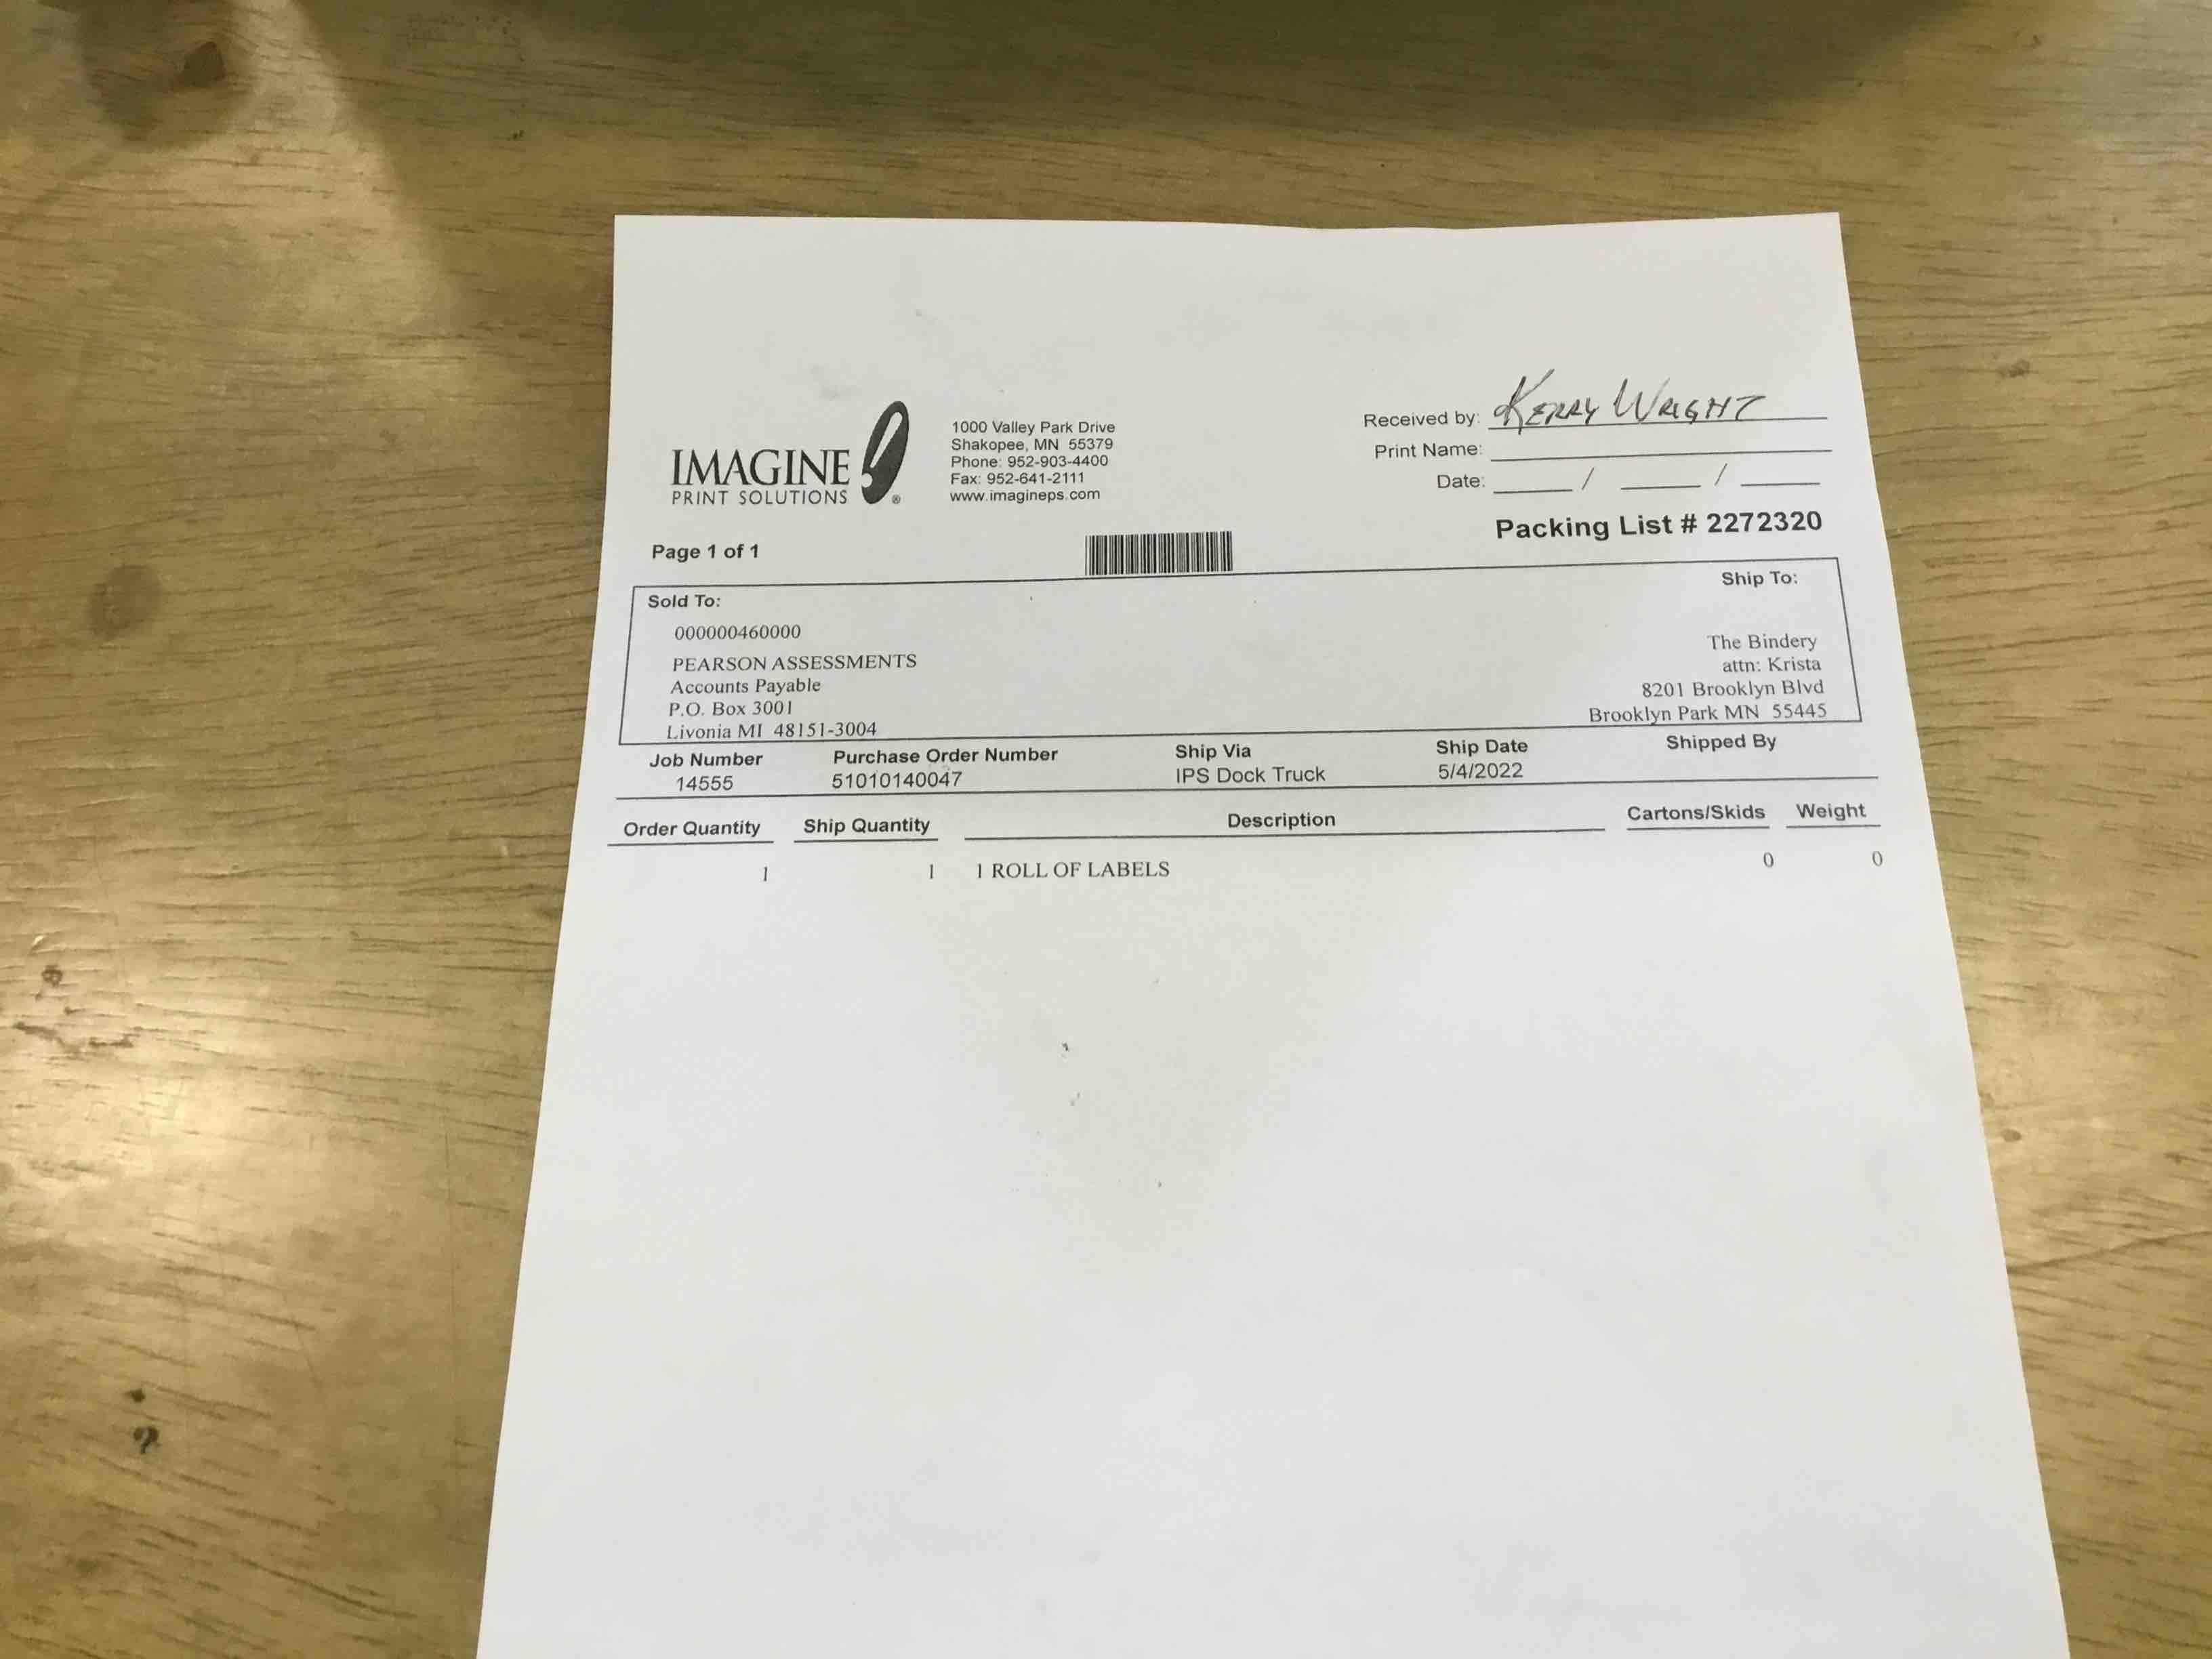 IMAGINE
PRINT SOLUTIONS ®
1000 Valley Park Drive
Shakopee, MN 55379
Phone: 952-903-4400
Fax: 952-641-2111
www.imagineps.com
Received by: KERRY WRIGHT
Print Name:
Date: / /
Packing List # 2272320
Page 1 of 1
Sold To:
000000460000
PEARSON ASSESSMENTS
Accounts Payable
P.O. Box 3001
Livonia MI 48151-3004
Ship To:
The Bindery
attn: Krista
8201 Brooklyn Blvd
Brooklyn Park MN 55445
Job Number Purchase Order Number Ship Via Ship Date Shipped By
14555 51010140047 IPS Dock Truck 5/4/2022
Order Quantity Ship Quantity Description Cartons/Skids Weight
1 1 1 ROLL OF LABELS 0 0